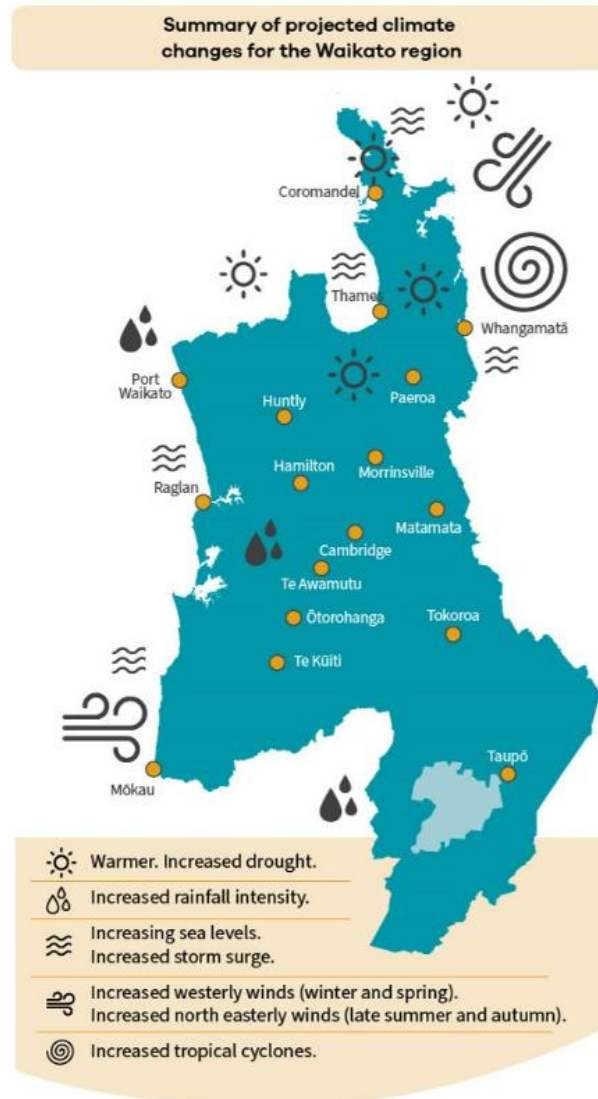 Summary of projected climate
changes for the Waikato region
Coromandel
Thames
Whangamatā
Port
Waikato
Huntly
Paeroa
Hamilton
Morrinsville
Raglan
Matamata
Cambridge
Te Awamutu
Ōtorohanga
Tokoroa
Te Kūiti
Taupō
Mōkau
Warmer. Increased drought.
Increased rainfall intensity.
Increasing sea levels.
Increased storm surge.
Increased westerly winds (winter and spring).
Increased north easterly winds (late summer and autumn).
Increased tropical cyclones.